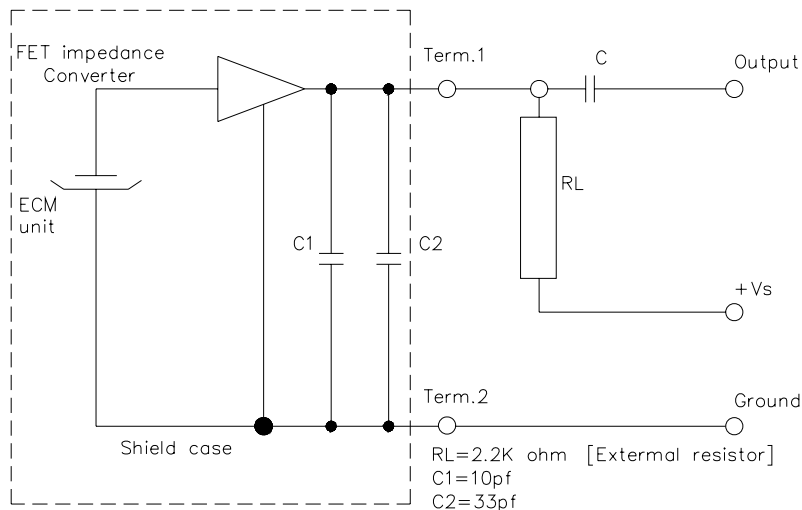 FET impedance
Converter
Term.1
C
Output
RL
ECM
unit
C1
C2
+Vs
Term.2
Ground
Shield case
RL=2.2K ohm [Extermal resistor]
C1=10pf
C2=33pf